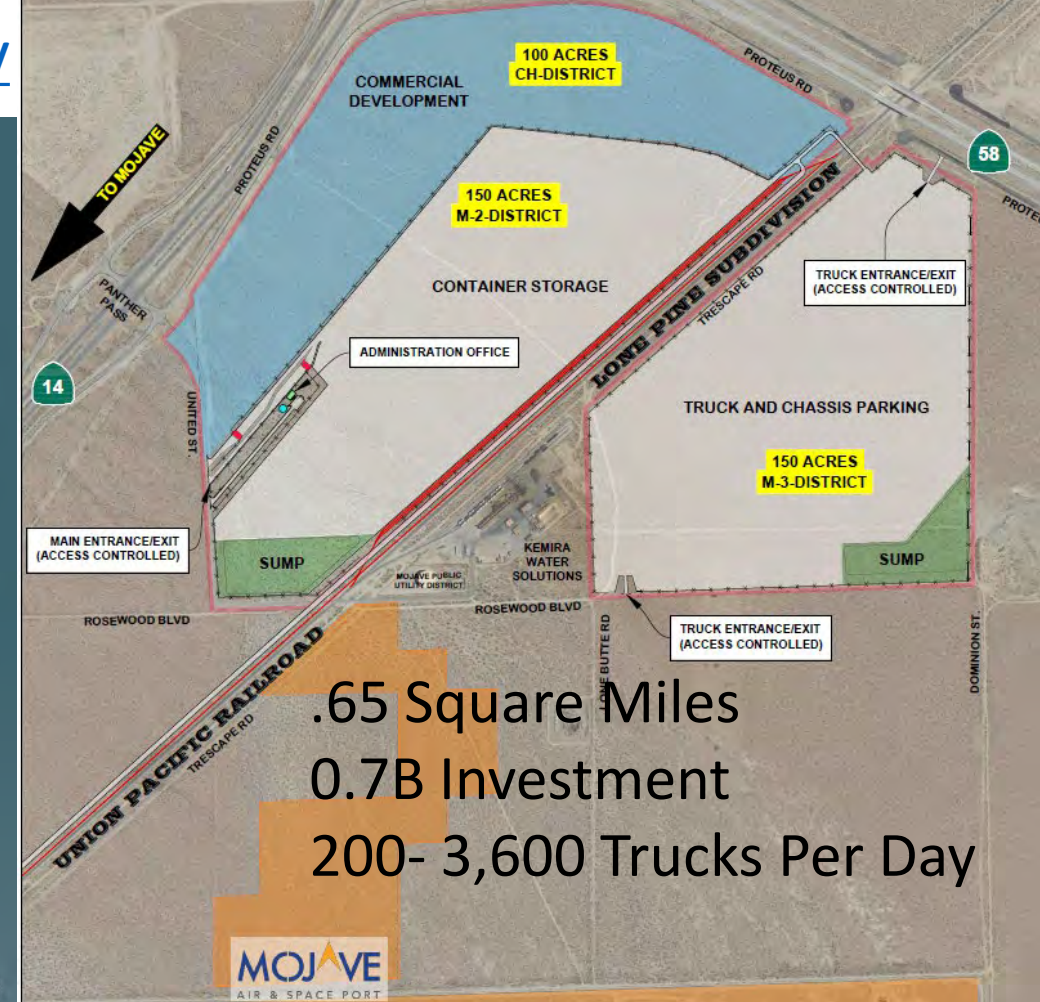 y
100 ACRES
CH-DISTRICT
COMMERCIAL
DEVELOPMENT
PROTEUS RD
PROTEUS RD
58
TO MOJAVE
150 ACRES
M-2-DISTRICT
CONTAINER STORAGE
LONE PINE SUBDIVISION
TRESCAPE RD
TRUCK ENTRANCE/EXIT
(ACCESS CONTROLLED)
PANTHER
PASS
14
ADMINISTRATION OFFICE
UNITED ST.
TRUCK AND CHASSIS PARKING
150 ACRES
M-3-DISTRICT
MAIN ENTRANCE/EXIT
(ACCESS CONTROLLED)
SUMP
MOJAVE PUBLIC
UTILITY DISTRICT
KEMIRA
WATER
SOLUTIONS
SUMP
ROSEWOOD BLVD
ROSEWOOD BLVD
LONE BUTTE RD
TRUCK ENTRANCE/EXIT
(ACCESS CONTROLLED)
DOMINION ST.
UNION PACIFIC RAILROAD
TRESCAPE RD
.65 Square Miles
0.7B Investment
200- 3,600 Trucks Per Day
MOJAVE
AIR & SPACE PORT